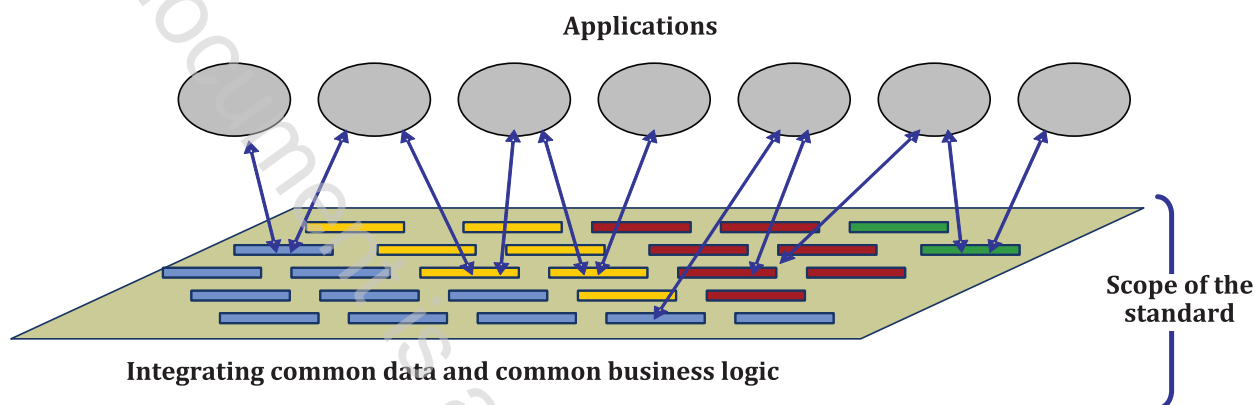 Applications
Scope of the
standard
Integrating common data and common business logic